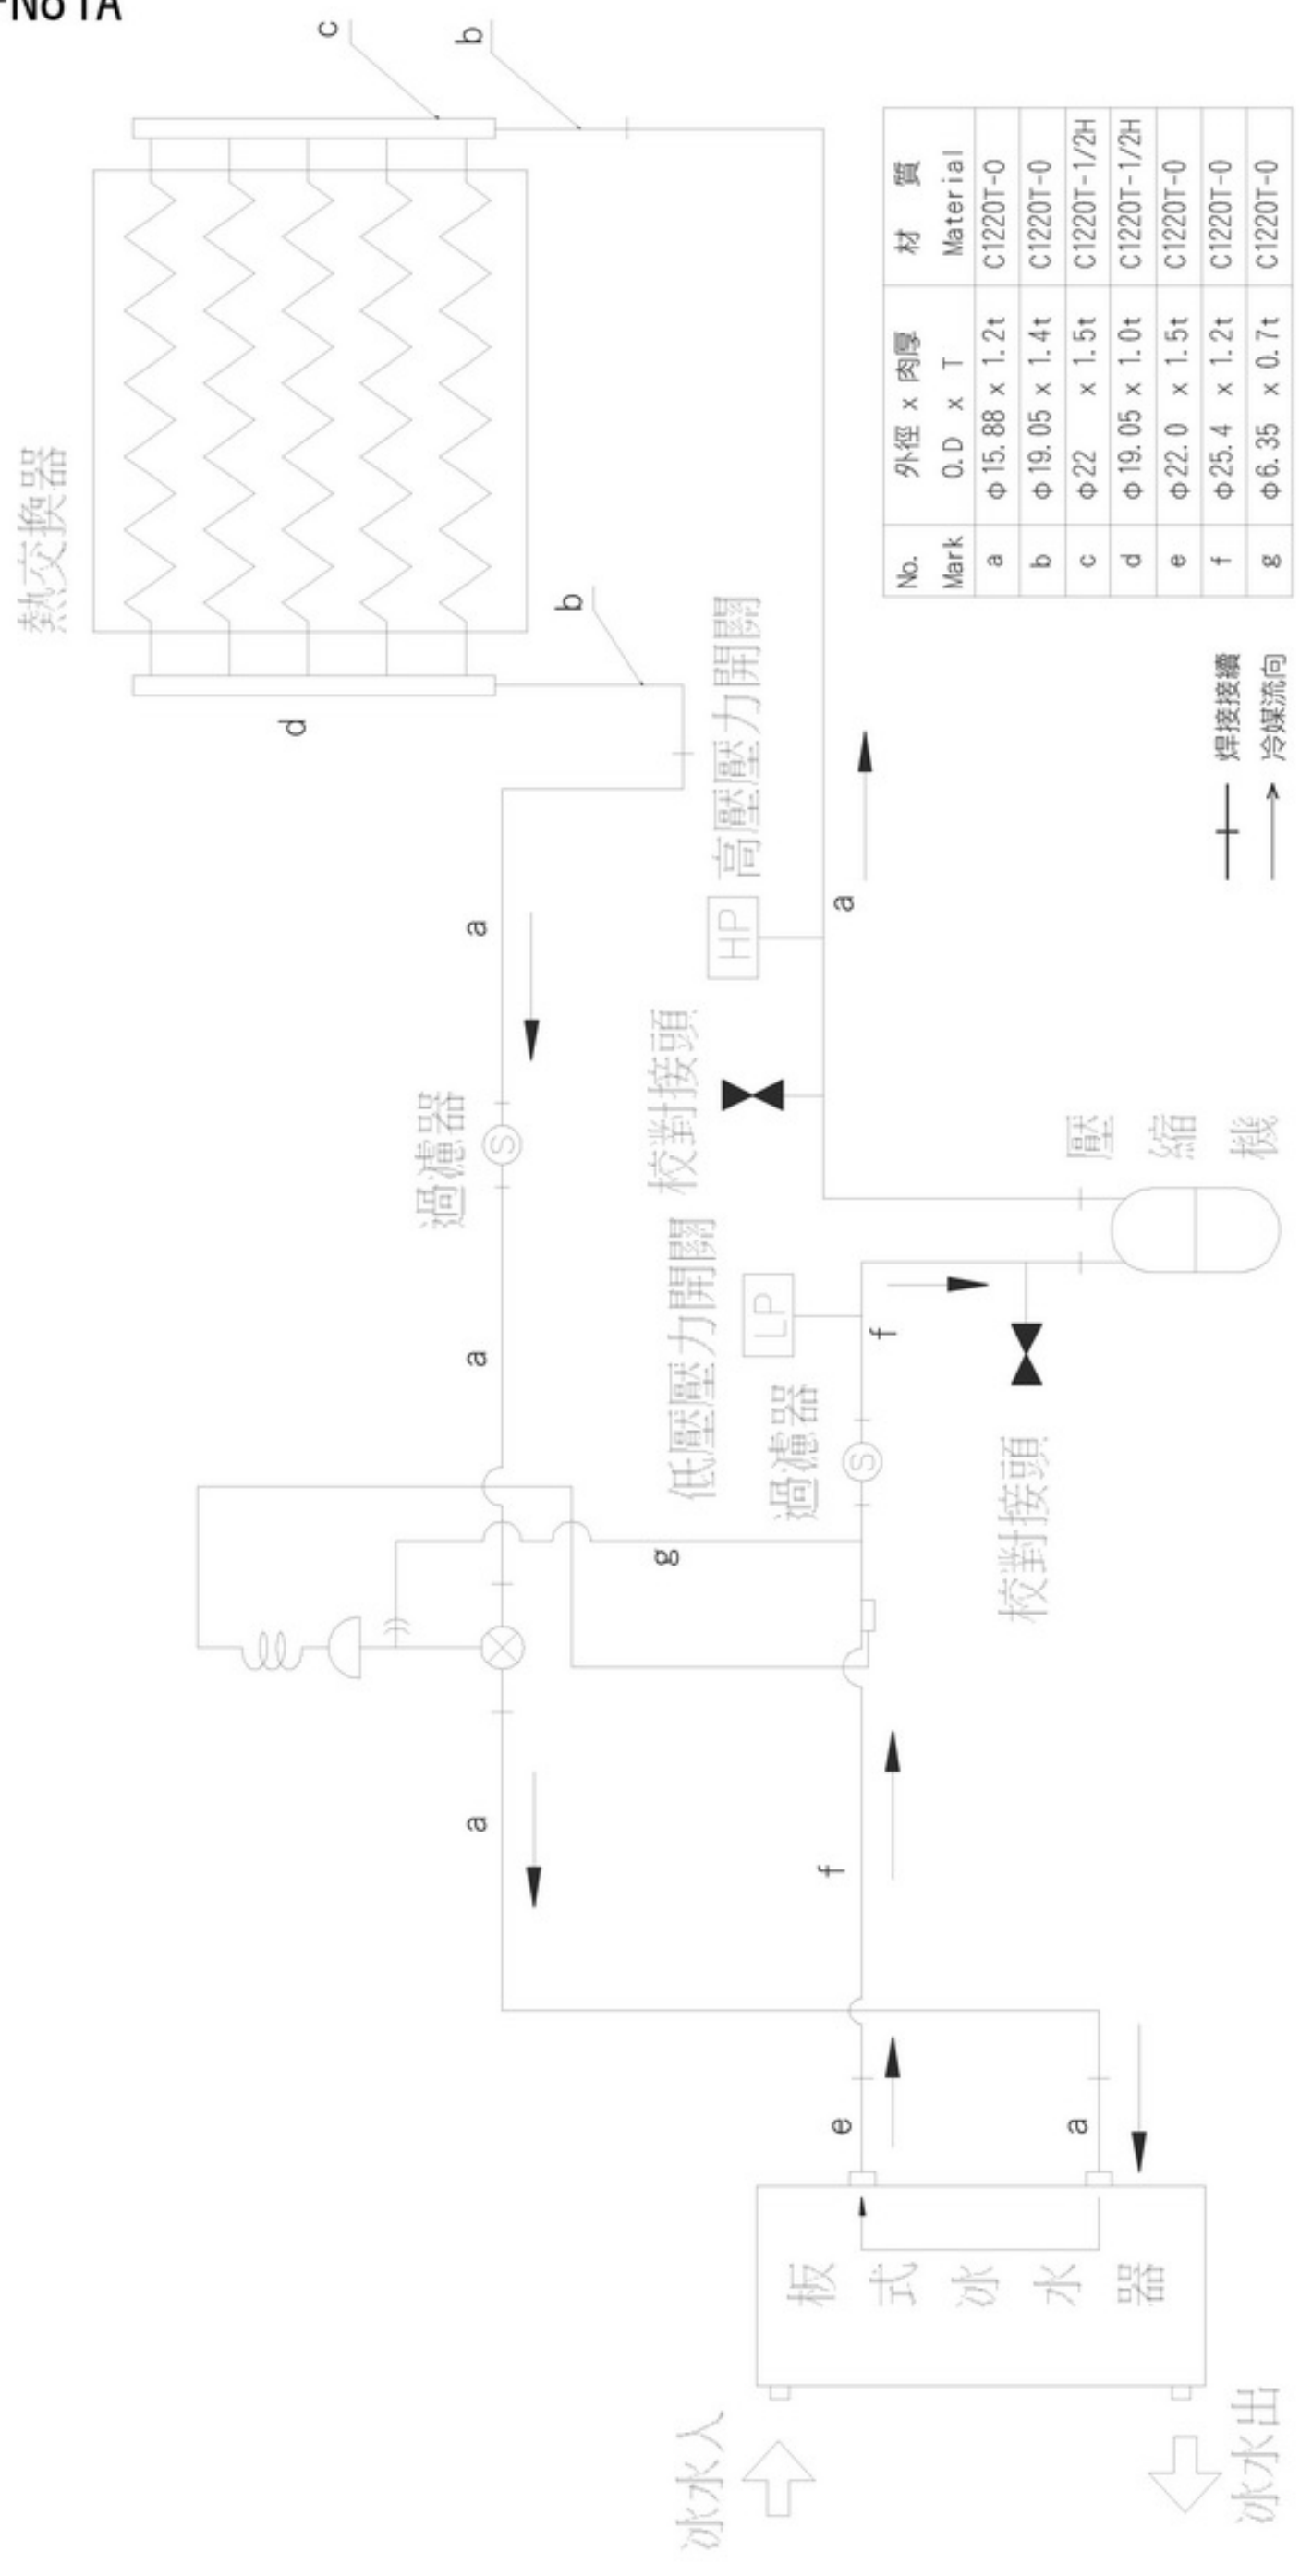 No1A
熱交換器
c
b
d
b
a
過濾器
a
a
校對接頭
高壓壓力開關
HP
a
低壓壓力開關
LP
過濾器
S
S
f
g
f
校對接頭
壓縮機
e
a
板式冰水器
冰水入
冰水出
No. 外徑 x 肉厚 材 質
Mark O.D x T Material
a Φ15.88 x 1.2t C1220T-O
b Φ19.05 x 1.4t C1220T-O
c Φ22 x 1.5t C1220T-1/2H
d Φ19.05 x 1.0t C1220T-1/2H
e Φ22.0 x 1.5t C1220T-O
f Φ25.4 x 1.2t C1220T-O
g Φ6.35 x 0.7t C1220T-O
焊接接續
冷媒流向